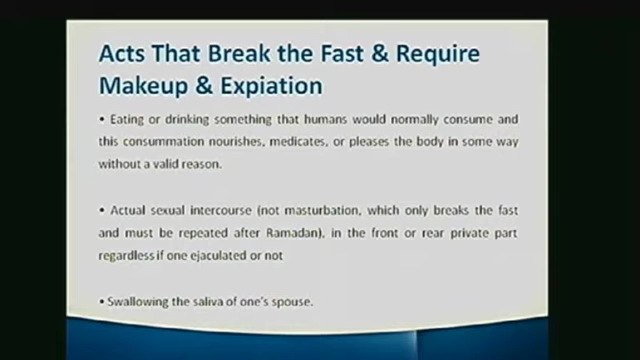 Acts That Break the Fast & Require
Makeup & Expiation
• Eating or drinking something that humans would normally consume and
this consummation nourishes, medicates, or pleases the body in some way
without a valid reason.
• Actual sexual intercourse (not masturbation, which only breaks the fast
and must be repeated after Ramadan), in the front or rear private part
regardless if one ejaculated or not
• Swallowing the saliva of one's spouse.